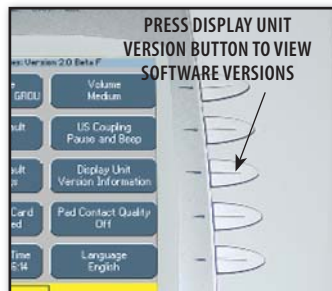 PRESS DISPLAY UNIT
VERSION BUTTON TO VIEW
SOFTWARE VERSIONS
Version 2.0 Beta F
GROU
Volume
Medium
US Coupling
Pause and Beep
Display Unit
Version Information
Card
Pad Contact Quality
Off
Time
Language
English